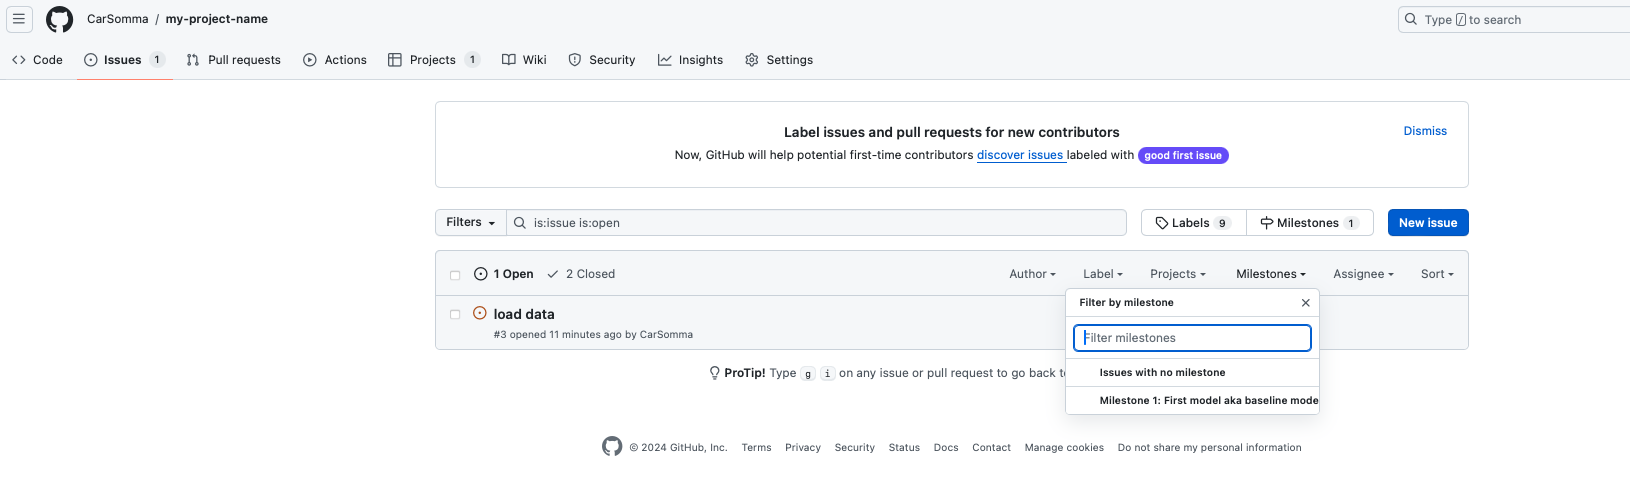 CarSomma / my-project-name
Type / to search
Code Issues 1 Pull requests Actions Projects 1 Wiki Security Insights Settings
Label issues and pull requests for new contributors
Dismiss
Now, GitHub will help potential first-time contributors discover issues labeled with good first issue
Filters is:issue is:open Labels 9 Milestones 1 New issue
1 Open 2 Closed Author Label Projects Milestones Assignee Sort
Filter by milestone
load data
#3 opened 11 minutes ago by CarSomma
Filter milestones
ProTip! Type g i on any issue or pull request to go back t
Issues with no milestone
Milestone 1: First model aka baseline mode
© 2024 GitHub, Inc. Terms Privacy Security Status Docs Contact Manage cookies Do not share my personal information